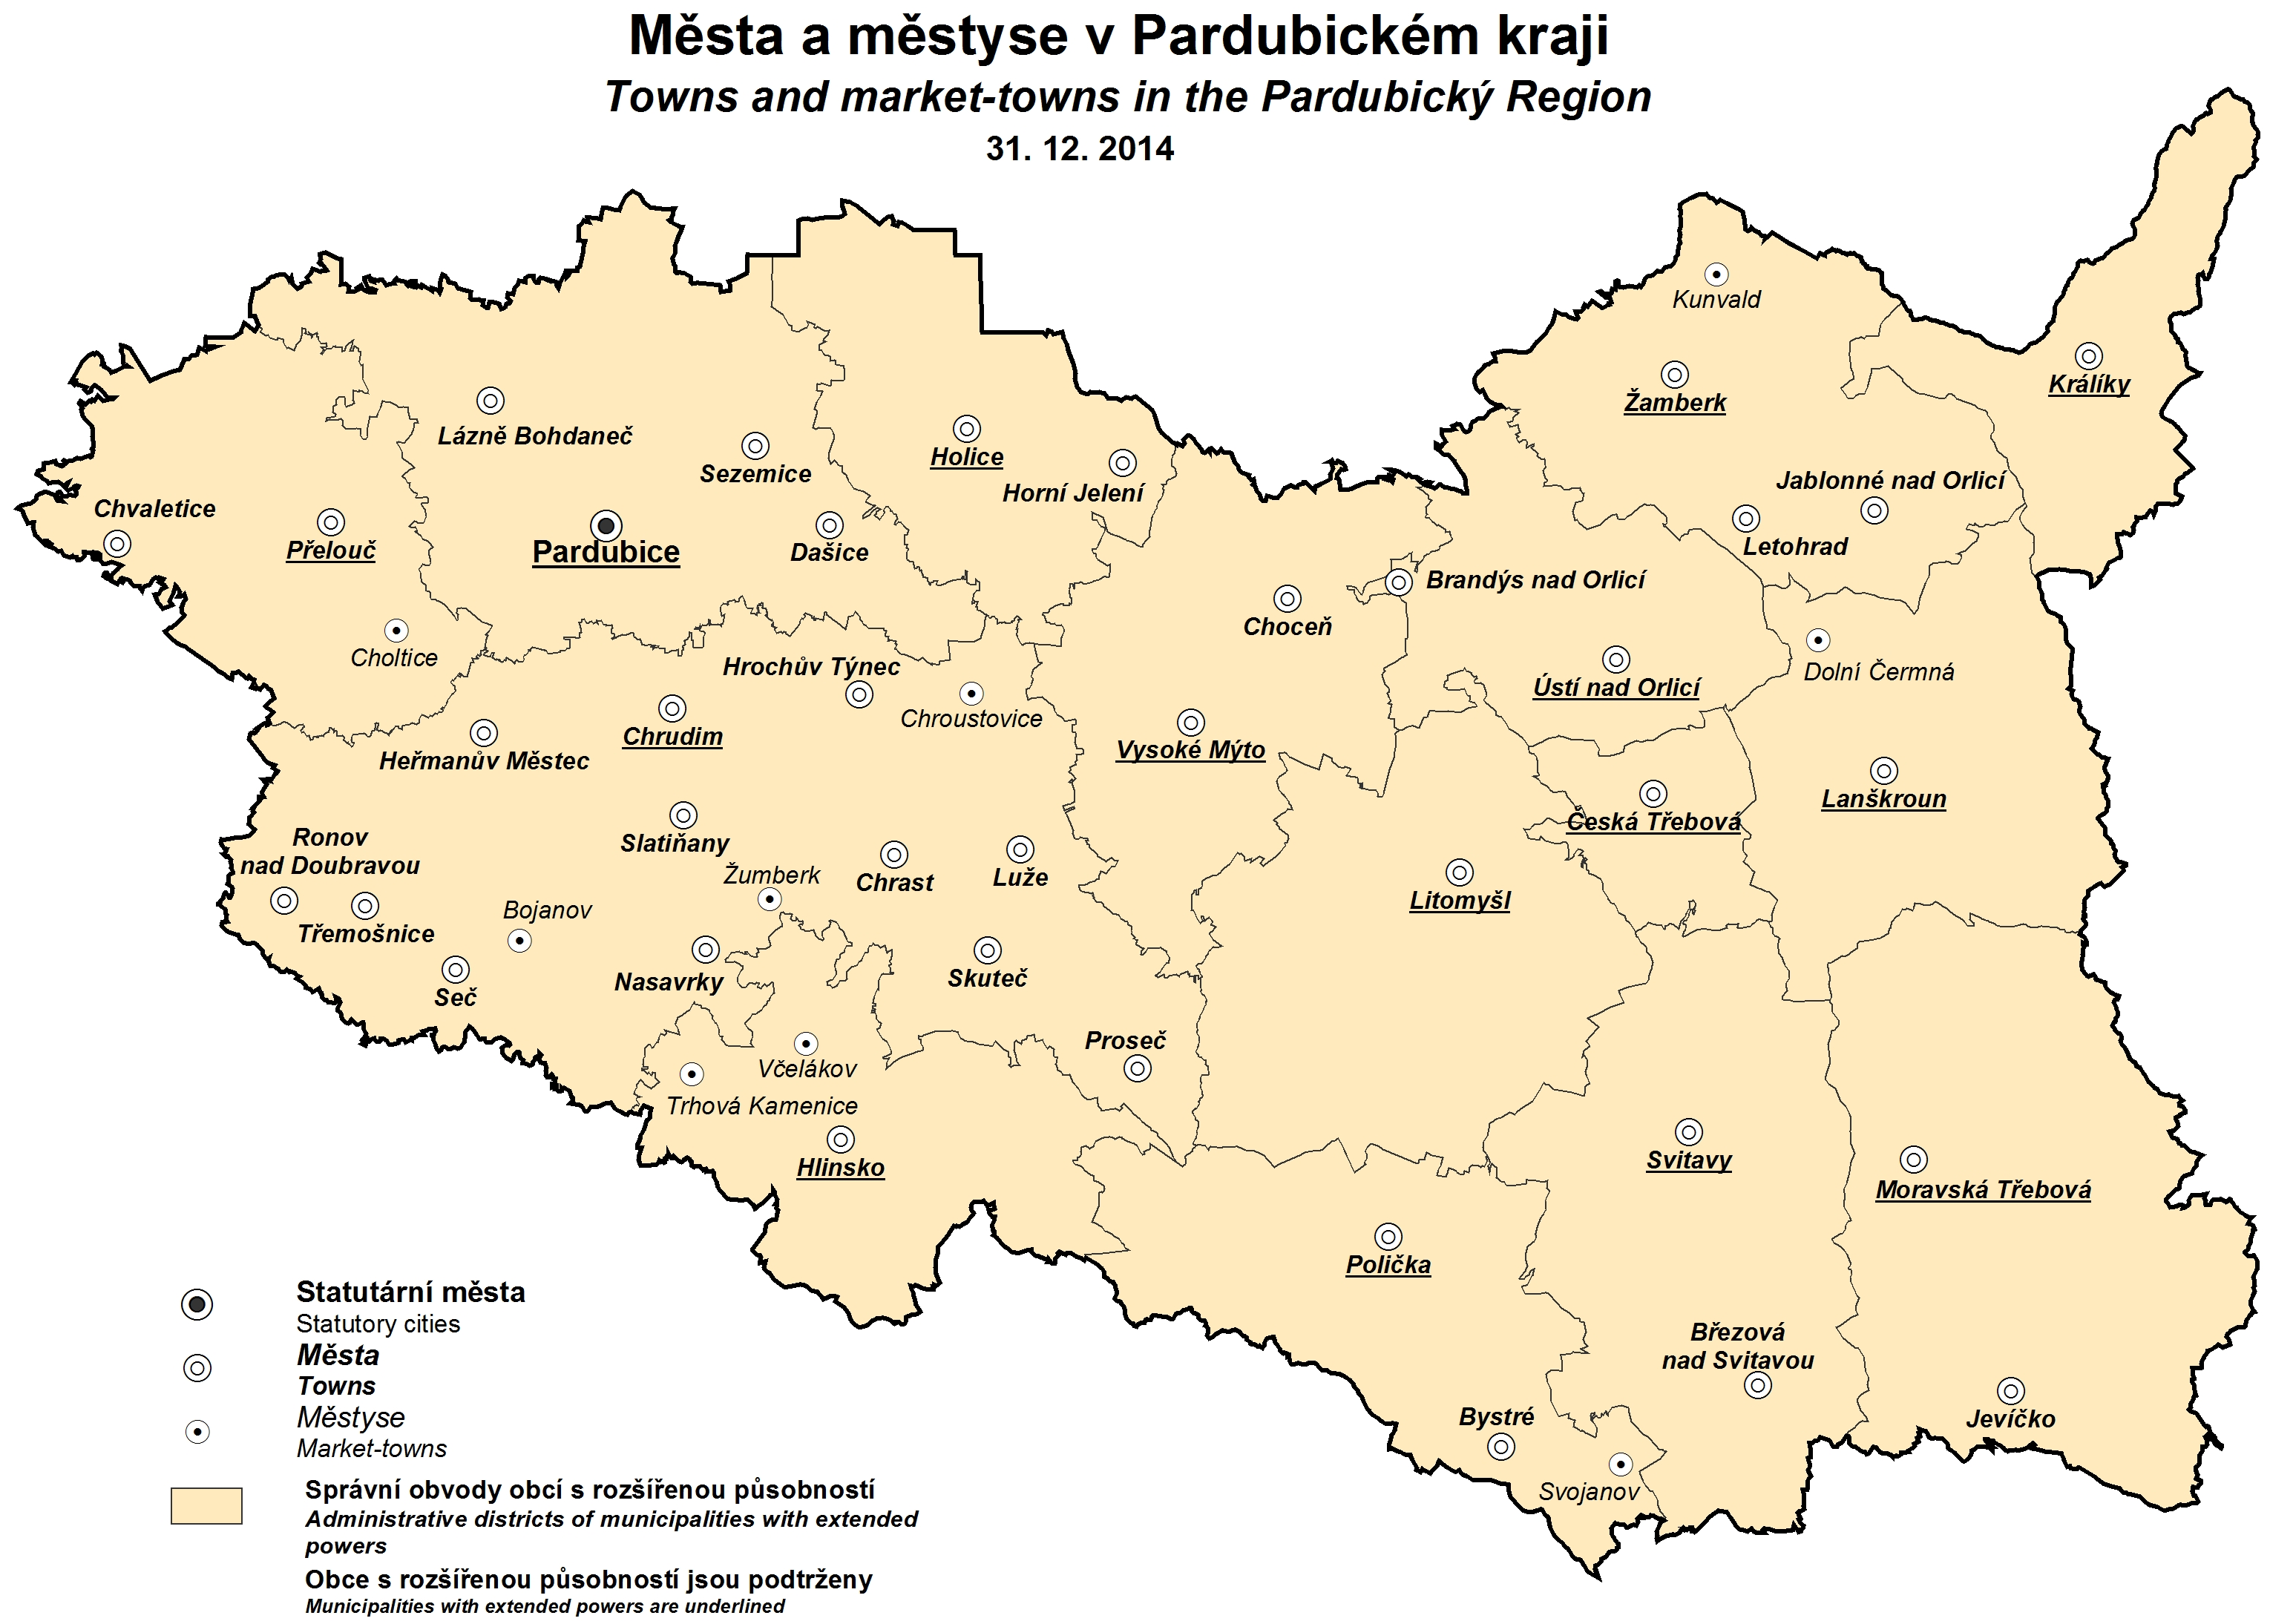 Města a městyse v Pardubickém kraji
Towns and market-towns in the Pardubický Region
31. 12. 2014
Kunvald
Králíky
Žamberk
Lázně Bohdaneč
Holice
Sezemice
Horní Jelení
Jablonné nad Orlicí
Chvaletice
Přelouč
Pardubice
Dašice
Letohrad
Brandýs nad Orlicí
Choceň
Choltice
Hrochův Týnec
Dolní Čermná
Ústí nad Orlicí
Chroustovice
Chrudim
Vysoké Mýto
Heřmanův Městec
Lanškroun
Česká Třebová
Ronov
nad Doubravou
Slatiňany
Žumberk
Chrast
Luže
Litomyšl
Bojanov
Třemošnice
Nasavrky
Skuteč
Seč
Proseč
Včelákov
Trhová Kamenice
Hlinsko
Svitavy
Moravská Třebová
Polička
Březová
nad Svitavou
Bystré
Jevíčko
Svojanov
Statutární města
Statutory cities
Města
Towns
Městyse
Market-towns
Správní obvody obcí s rozšířenou působností
Administrative districts of municipalities with extended
powers
Obce s rozšířenou působností jsou podtrženy
Municipalities with extended powers are underlined